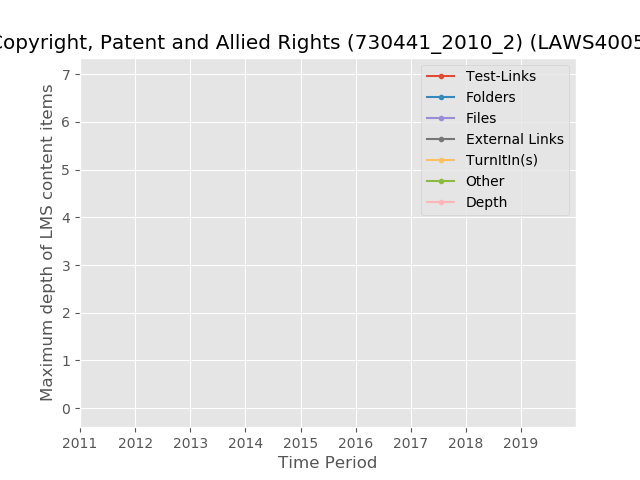 Copyright, Patent and Allied Rights (730441_2010_2) (LAWS4005
7
6
5
4
3
2
1
0
Maximum depth of LMS content items
Test-Links
Folders
Files
External Links
TurnItIn(s)
Other
Depth
2011 2012 2013 2014 2015 2016 2017 2018 2019
Time Period